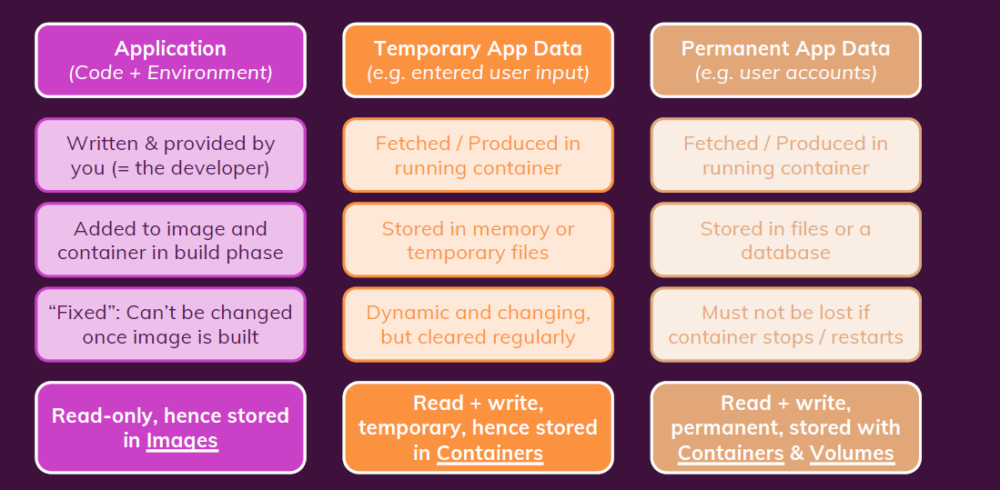 Application
(Code + Environment)
Written & provided by
you (= the developer)
Added to image and
container in build phase
“Fixed”: Can’t be changed
once image is built
Read-only, hence stored
in Images
Temporary App Data
(e.g. entered user input)
Fetched / Produced in
running container
Stored in memory or
temporary files
Dynamic and changing,
but cleared regularly
Read + write,
temporary, hence stored
in Containers
Permanent App Data
(e.g. user accounts)
Fetched / Produced in
running container
Stored in files or a
database
Must not be lost if
container stops / restarts
Read + write,
permanent, stored with
Containers & Volumes